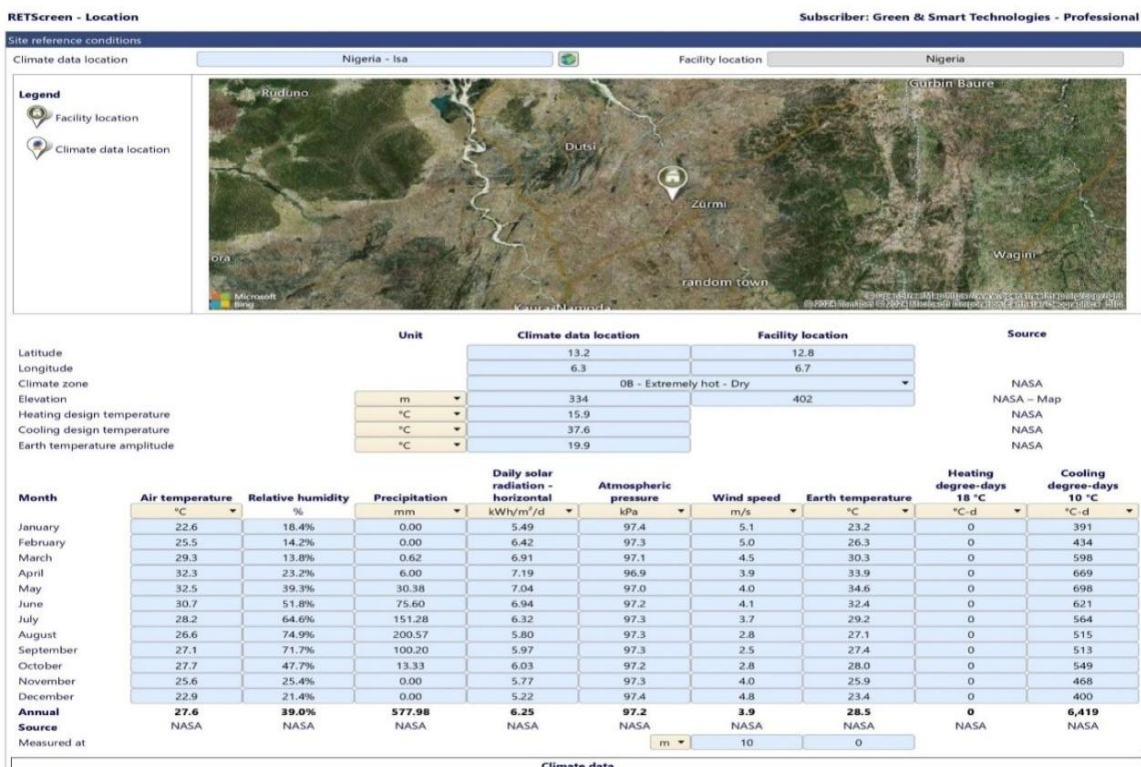 RETScreen - Location Subscriber: Green & Smart Technologies - Professional
Site reference conditions
Climate data location Nigeria - Isa Facility location Nigeria
Legend
Facility location
Climate data location
Ruduno
Gurbin Baure
Dutsi
Zurmi
ora
Wagini
random town
Microsoft
Bing
Kaura Namoda
Unit Climate data location Facility location Source
Latitude 13.2 12.8
Longitude 6.3 6.7
Climate zone 0B - Extremely hot - Dry NASA
Elevation m 334 402 NASA – Map
Heating design temperature °C 15.9 NASA
Cooling design temperature °C 37.6 NASA
Earth temperature amplitude °C 19.9 NASA
Month Air temperature Relative humidity Precipitation Daily solar radiation - horizontal Atmospheric pressure Wind speed Earth temperature Heating degree-days 18 °C Cooling degree-days 10 °C
°C % mm kWh/m²/d kPa m/s °C °C-d °C-d
January 22.6 18.4% 0.00 5.49 97.4 5.1 23.2 0 391
February 25.5 14.2% 0.00 6.42 97.3 5.0 26.3 0 434
March 29.3 13.8% 0.62 6.91 97.1 4.5 30.3 0 598
April 32.3 23.2% 6.00 7.19 96.9 3.9 33.9 0 669
May 32.5 39.3% 30.38 7.04 97.0 4.0 34.6 0 698
June 30.7 51.8% 75.60 6.94 97.2 4.1 32.4 0 621
July 28.2 64.6% 151.28 6.32 97.3 3.7 29.2 0 564
August 26.6 74.9% 200.57 5.80 97.3 2.8 27.1 0 515
September 27.1 71.7% 100.20 5.97 97.3 2.5 27.4 0 513
October 27.7 47.7% 13.33 6.03 97.2 2.8 28.0 0 549
November 25.6 25.4% 0.00 5.77 97.3 4.0 25.9 0 468
December 22.9 21.4% 0.00 5.22 97.4 4.8 23.4 0 400
Annual 27.6 39.0% 577.98 6.25 97.2 3.9 28.5 0 6,419
Source NASA NASA NASA NASA NASA NASA NASA NASA NASA
Measured at m 10 0
Climate data